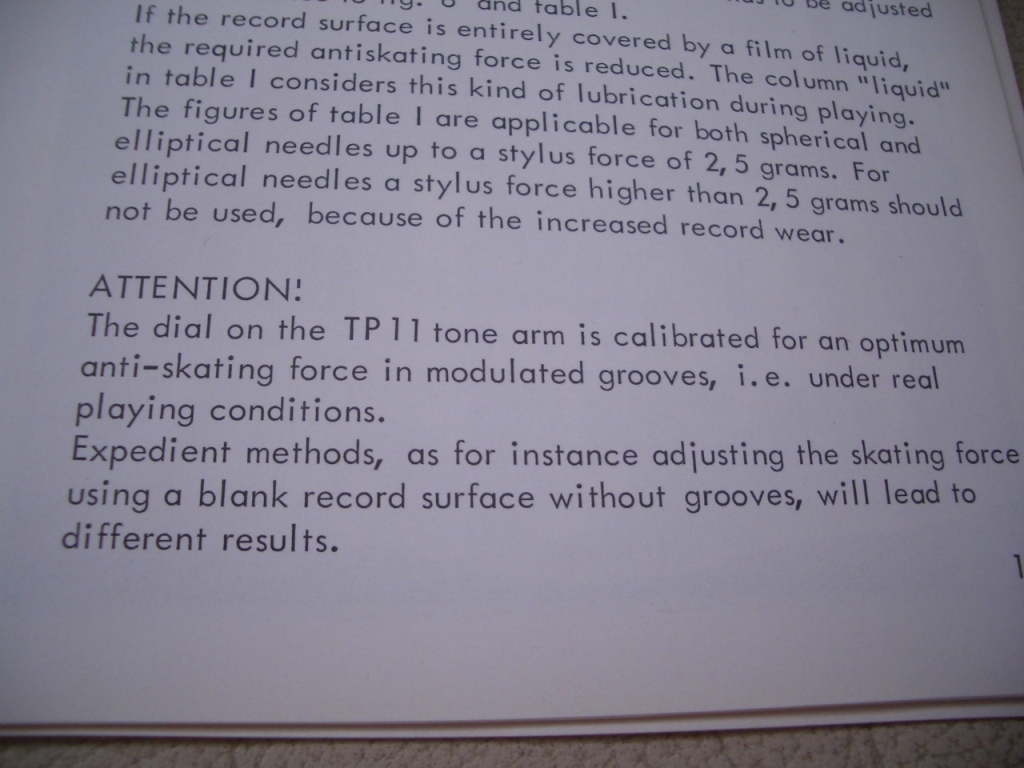 and table I. be adjusted
If the record surface is entirely covered by a film of liquid,
the required antiskating force is reduced. The column "liquid"
in table I considers this kind of lubrication during playing.
The figures of table I are applicable for both spherical and
elliptical needles up to a stylus force of 2,5 grams. For
elliptical needles a stylus force higher than 2,5 grams should
not be used, because of the increased record wear.
ATTENTION!
The dial on the TP 11 tone arm is calibrated for an optimum
anti-skating force in modulated grooves, i.e. under real
playing conditions.
Expedient methods, as for instance adjusting the skating force
using a blank record surface without grooves, will lead to
different results.